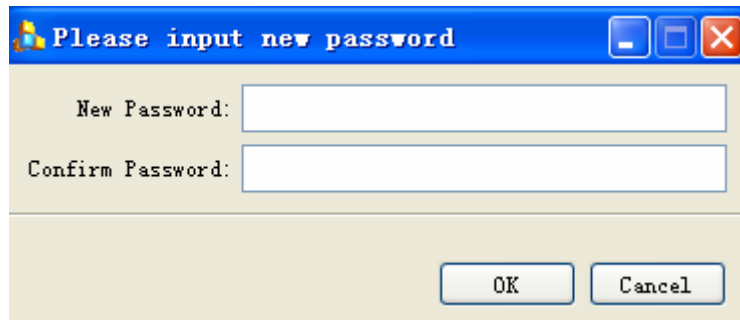 Please input new password
New Password:
Confirm Password:
OK
Cancel